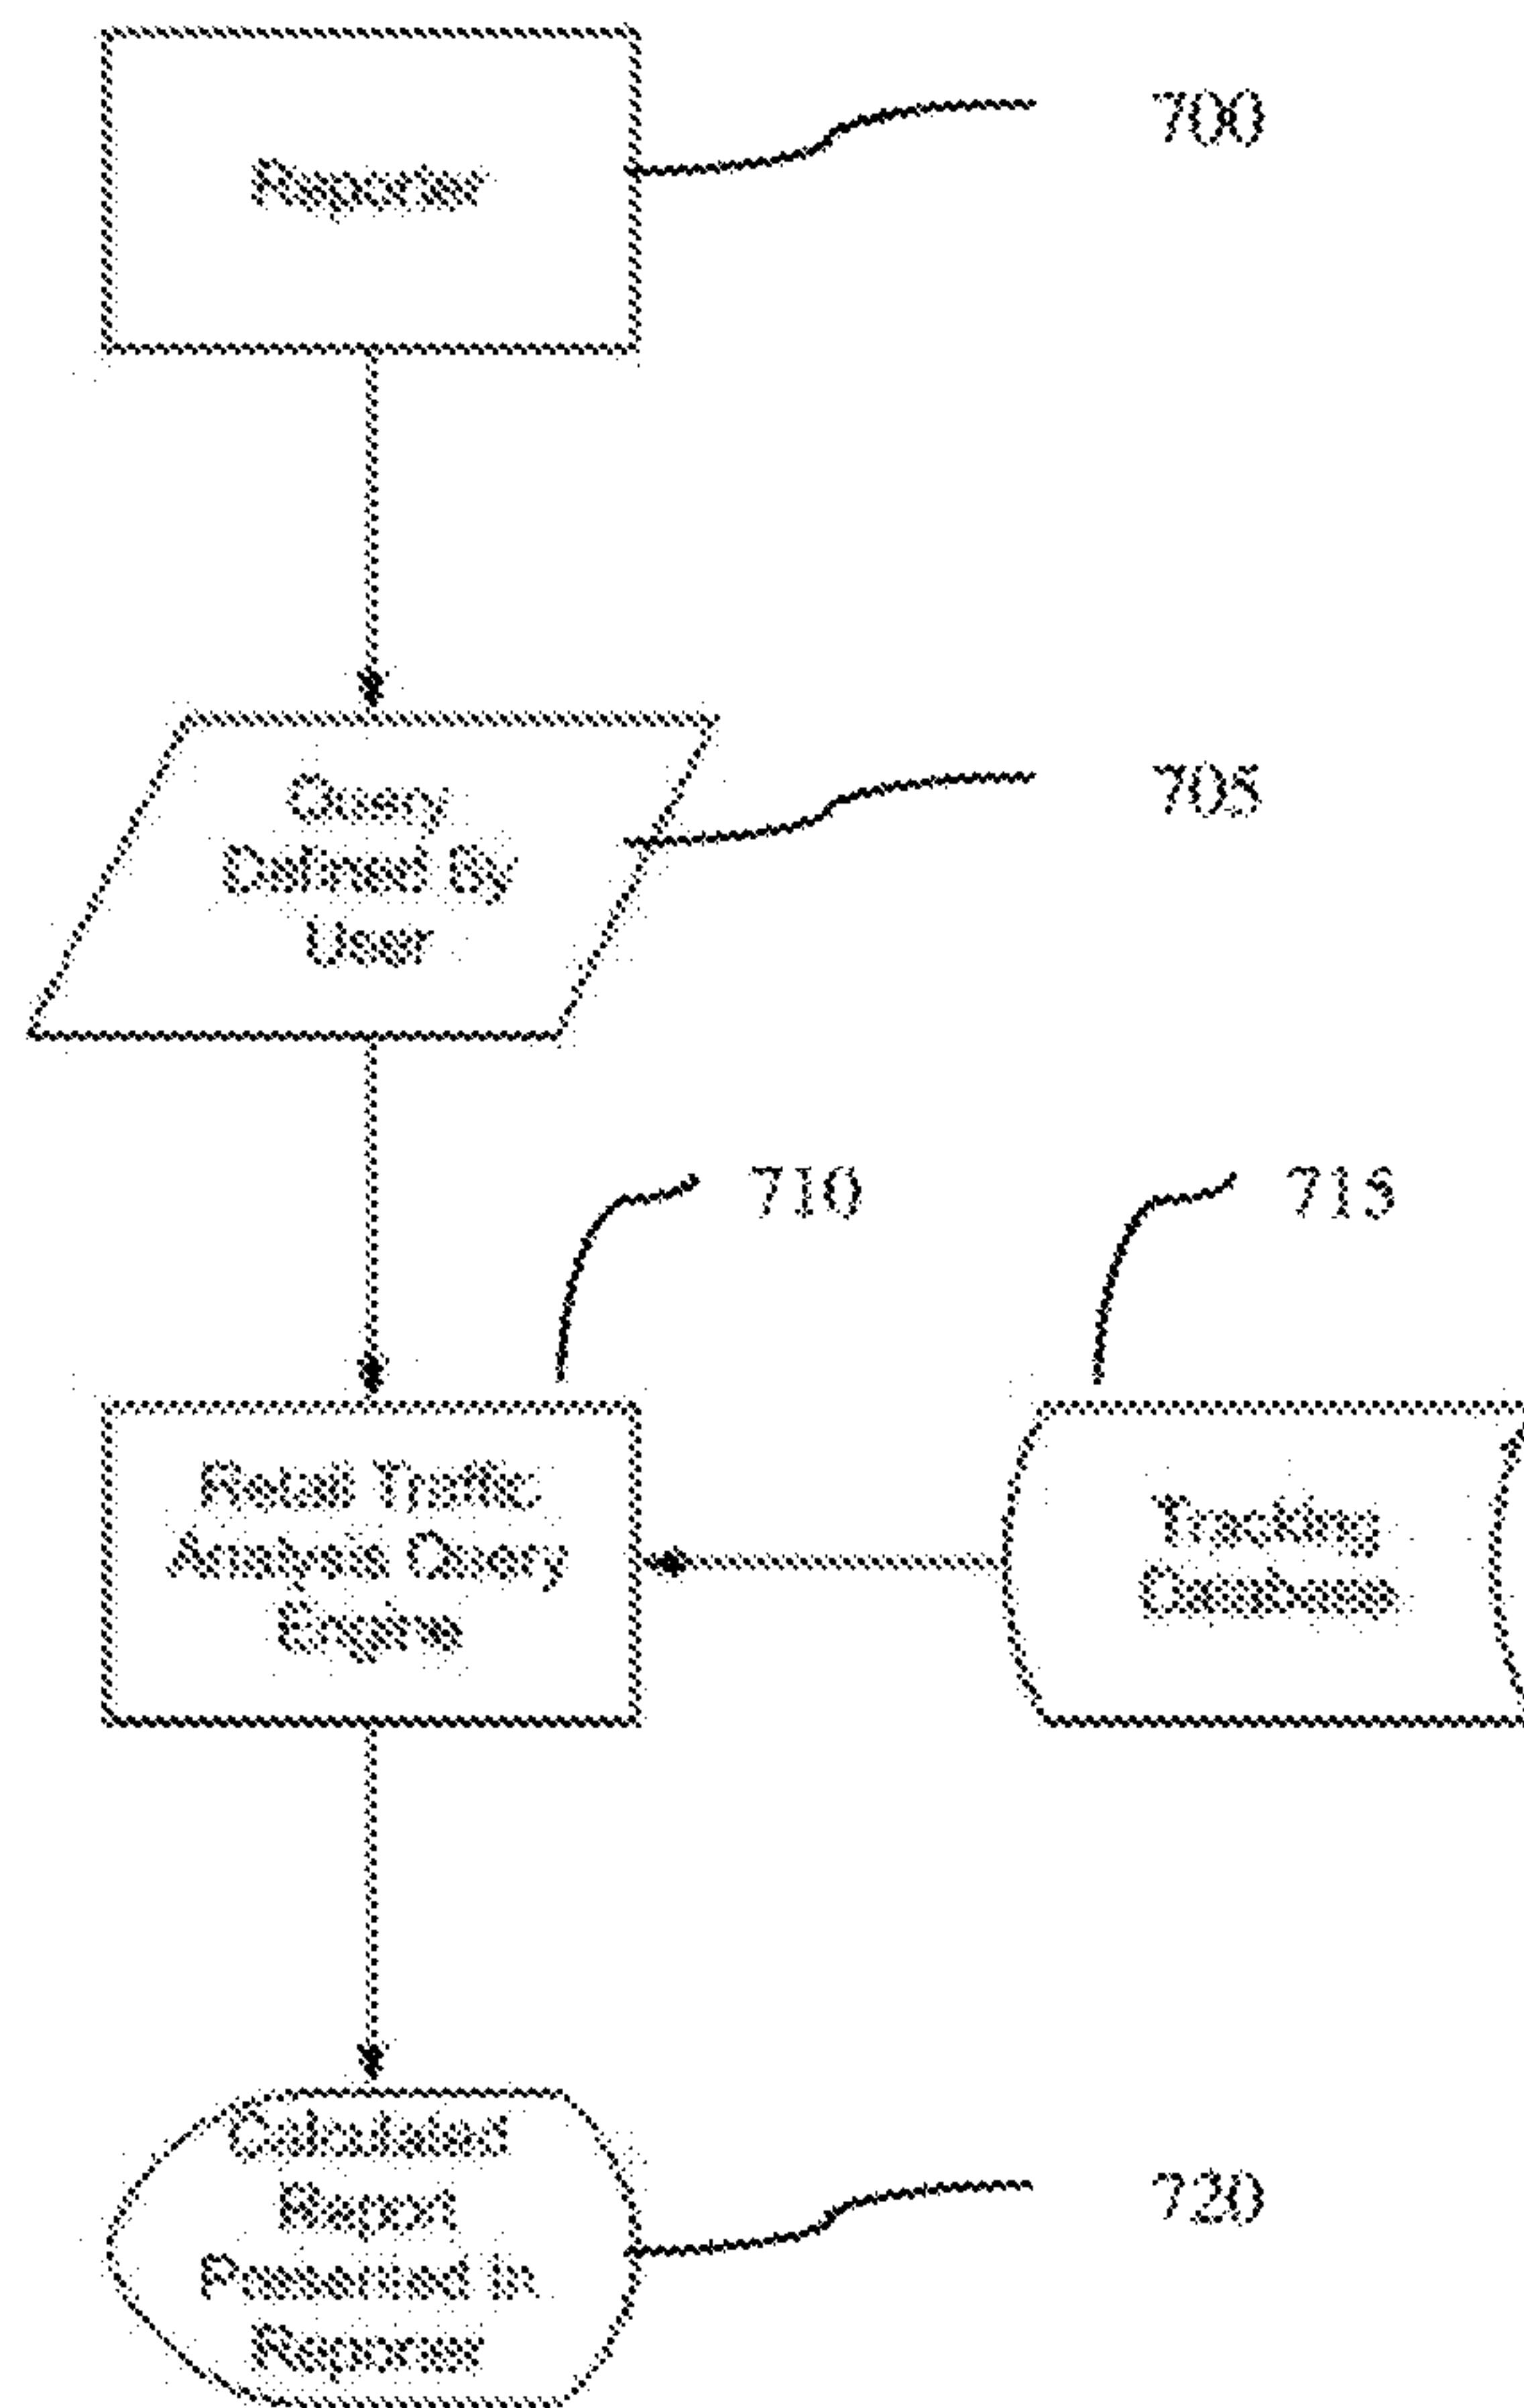 Reporter
700
Query
Defined By
User
705
710
715
Retail Traffic
Analysis Query
Engine
Tracking
Database
Calculated
Report
Presented in
Reporter
720